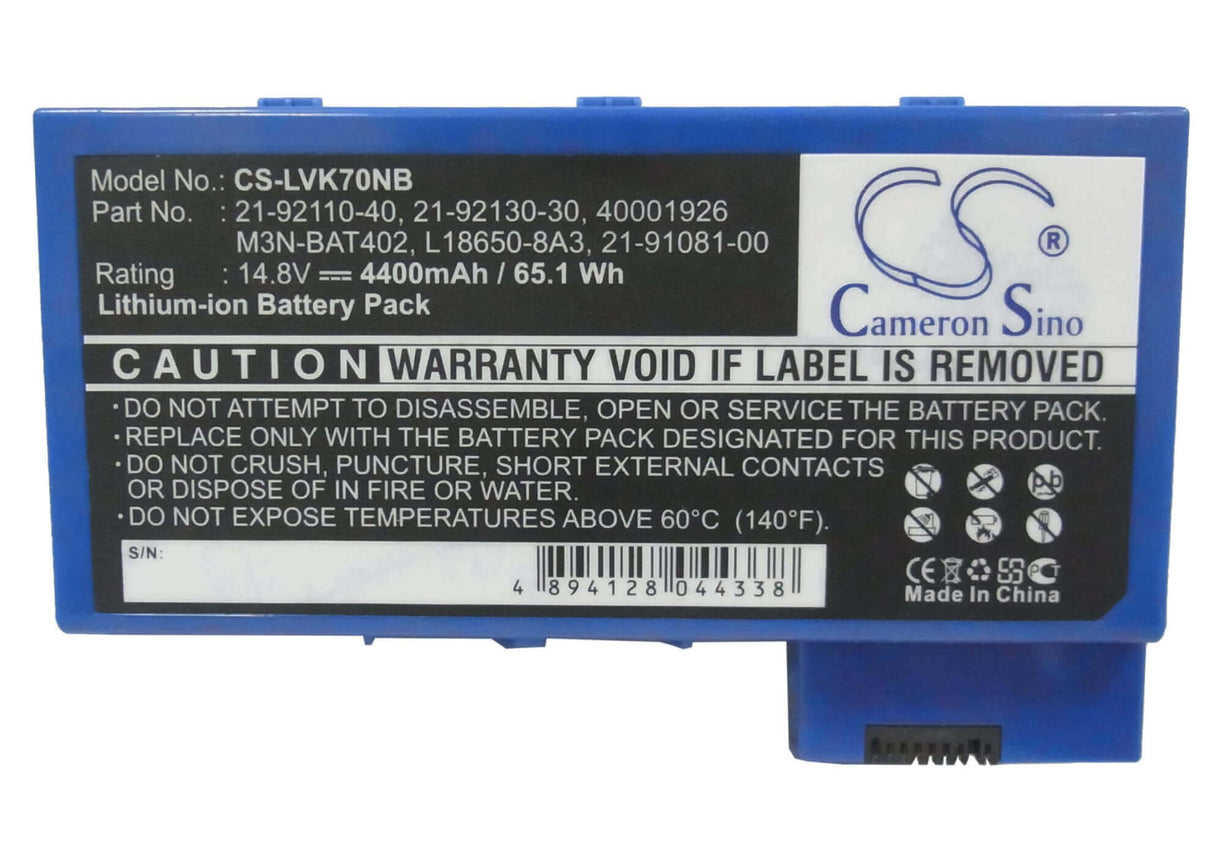 Model No.: CS-LVK70NB
Part No. : 21-92110-40, 21-92130-30, 40001926
M3N-BAT402, L18650-8A3, 21-91081-00
Rating : 14.8V ⎓ 4400mAh / 65.1 Wh
Lithium-ion Battery Pack
CS ®
Cameron Sino
CAUTION WARRANTY VOID IF LABEL IS REMOVED
·DO NOT ATTEMPT TO DISASSEMBLE, OPEN OR SERVICE THE BATTERY PACK.
·REPLACE ONLY WITH THE BATTERY PACK DESIGNATED FOR THIS PRODUCT.
·DO NOT CRUSH, PUNCTURE, SHORT EXTERNAL CONTACTS
OR DISPOSE OF IN FIRE OR WATER.
·DO NOT EXPOSE TEMPERATURES ABOVE 60°C (140°F).
Pb
S/N:
4 894128 044338
CE PCT
Made In China